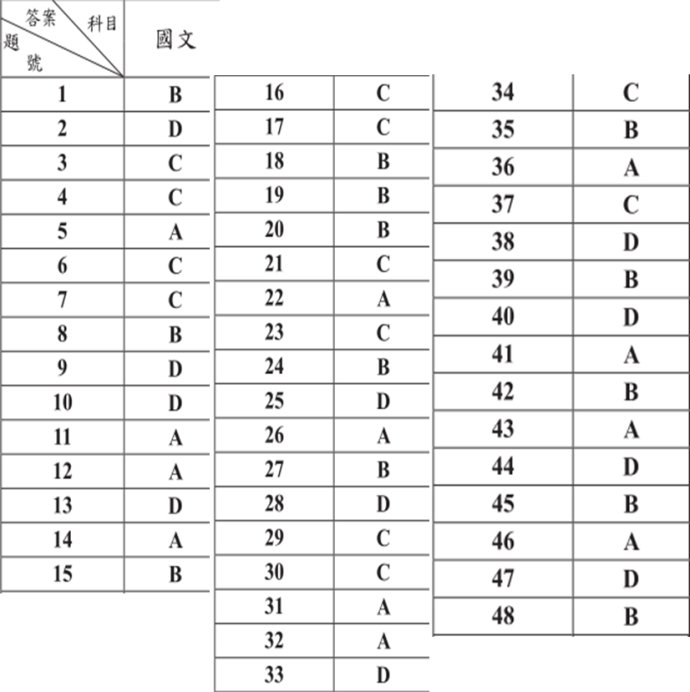 答案 科目
題號 國文
1 B
2 D
3 C
4 C
5 A
6 C
7 C
8 B
9 D
10 D
11 A
12 A
13 D
14 A
15 B
16 C
17 C
18 B
19 B
20 B
21 C
22 A
23 C
24 B
25 D
26 A
27 B
28 D
29 C
30 C
31 A
32 A
33 D
34 C
35 B
36 A
37 C
38 D
39 B
40 D
41 A
42 B
43 A
44 D
45 B
46 A
47 D
48 B